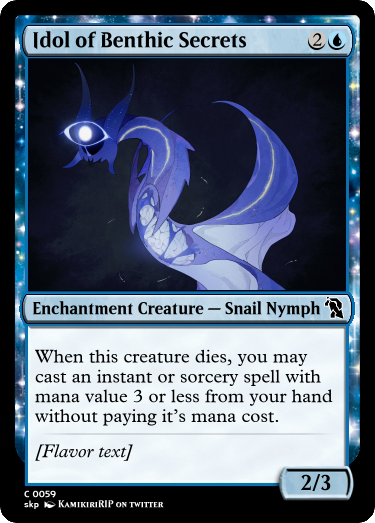 Idol of Benthic Secrets 2
Enchantment Creature — Snail Nymph
When this creature dies, you may
cast an instant or sorcery spell with
mana value 3 or less from your hand
without paying it's mana cost.
[Flavor text]
2/3
C 0059
skp KamikiriRIP on twitter